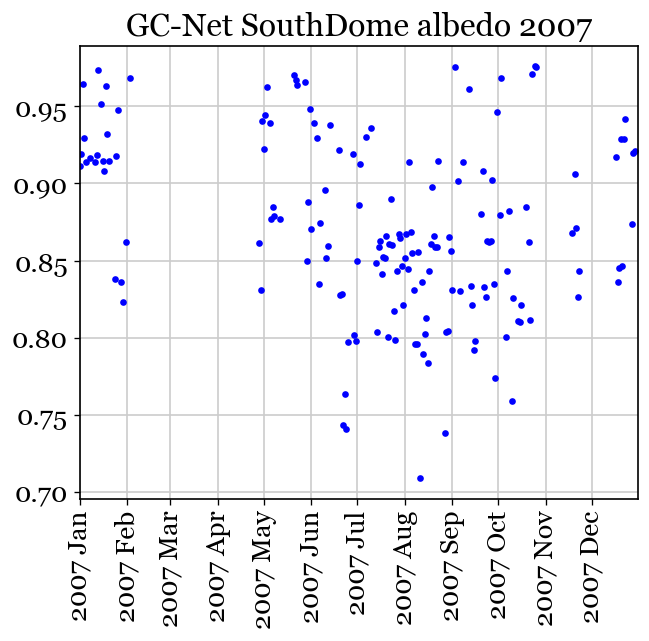 GC-Net SouthDome albedo 2007
0.95
0.90
0.85
0.80
0.75
0.70
2007 Jan
2007 Feb
2007 Mar
2007 Apr
2007 May
2007 Jun
2007 Jul
2007 Aug
2007 Sep
2007 Oct
2007 Nov
2007 Dec